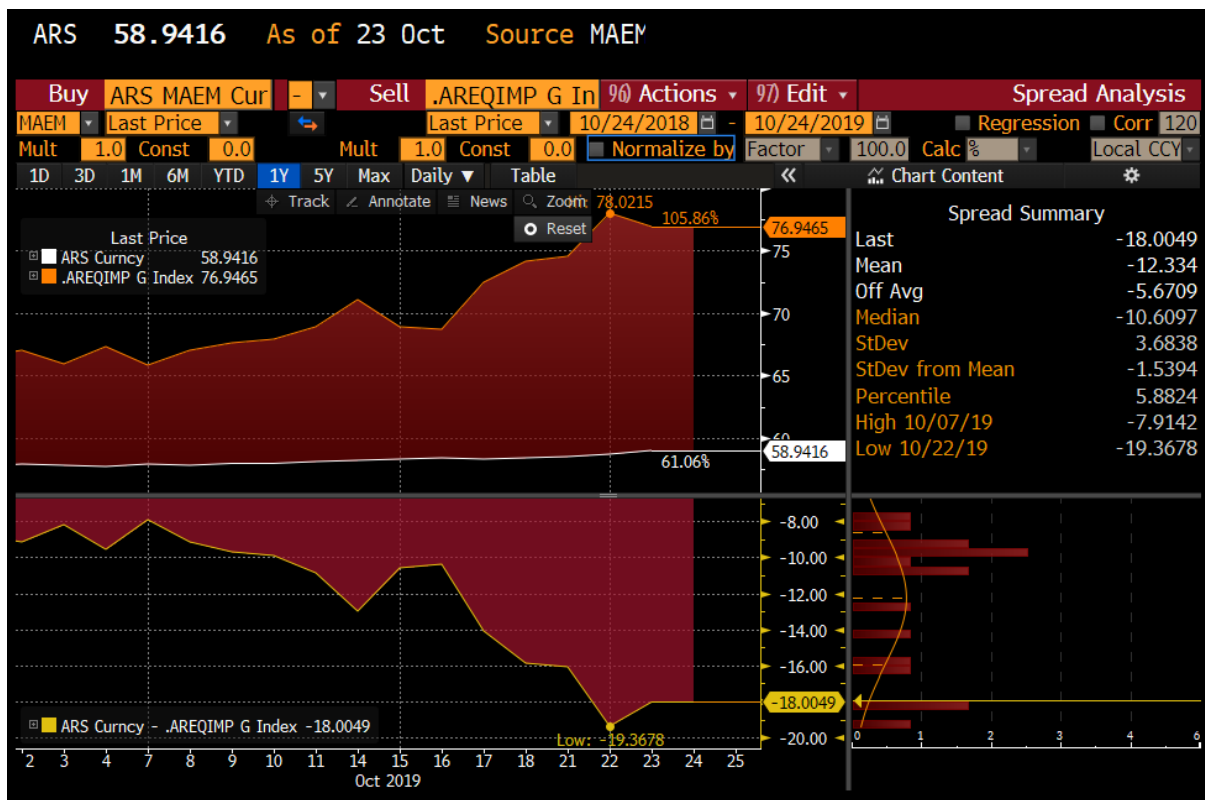 ARS 58.9416 As of 23 Oct Source MAEM
Buy ARS MAEM Cur - Sell .AREQIMP G In 96) Actions 97) Edit Spread Analysis
MAEM Last Price Last Price 10/24/2018 - 10/24/2019 Regression Corr 120
Mult 1.0 Const 0.0 Mult 1.0 Const 0.0 Normalize by Factor 100.0 Calc % Local CCY
1D 3D 1M 6M YTD 1Y 5Y Max Daily ▼ Table « Chart Content
Track Annotate News Zoom 78.0215
Reset
105.86%
76.9465
Last Price
ARS Curncy 58.9416
.AREQIMP G Index 76.9465
75
70
65
60
58.9416
61.06%
Spread Summary
Last -18.0049
Mean -12.334
Off Avg -5.6709
Median -10.6097
StDev 3.6838
StDev from Mean -1.5394
Percentile 5.8824
High 10/07/19 -7.9142
Low 10/22/19 -19.3678
-8.00
-10.00
-12.00
-14.00
-16.00
-18.0049
-20.00
ARS Curncy - .AREQIMP G Index -18.0049
Low: -19.3678
0 1 2 3 4 6
2 3 4 7 8 9 10 11 14 15 16 17 18 21 22 23 24 25
Oct 2019